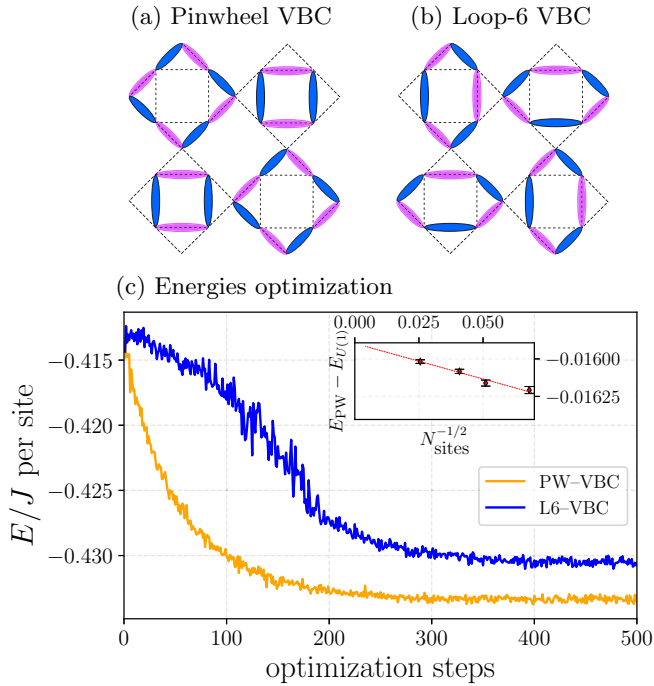 (a) Pinwheel VBC
(b) Loop-6 VBC
(c) Energies optimization
0.000 0.025 0.050
E_PW − E_U(1)
−0.01600
−0.01625
N_sites^−1/2
PW–VBC
L6–VBC
E/J per site
−0.415
−0.420
−0.425
−0.430
0 100 200 300 400 500
optimization steps